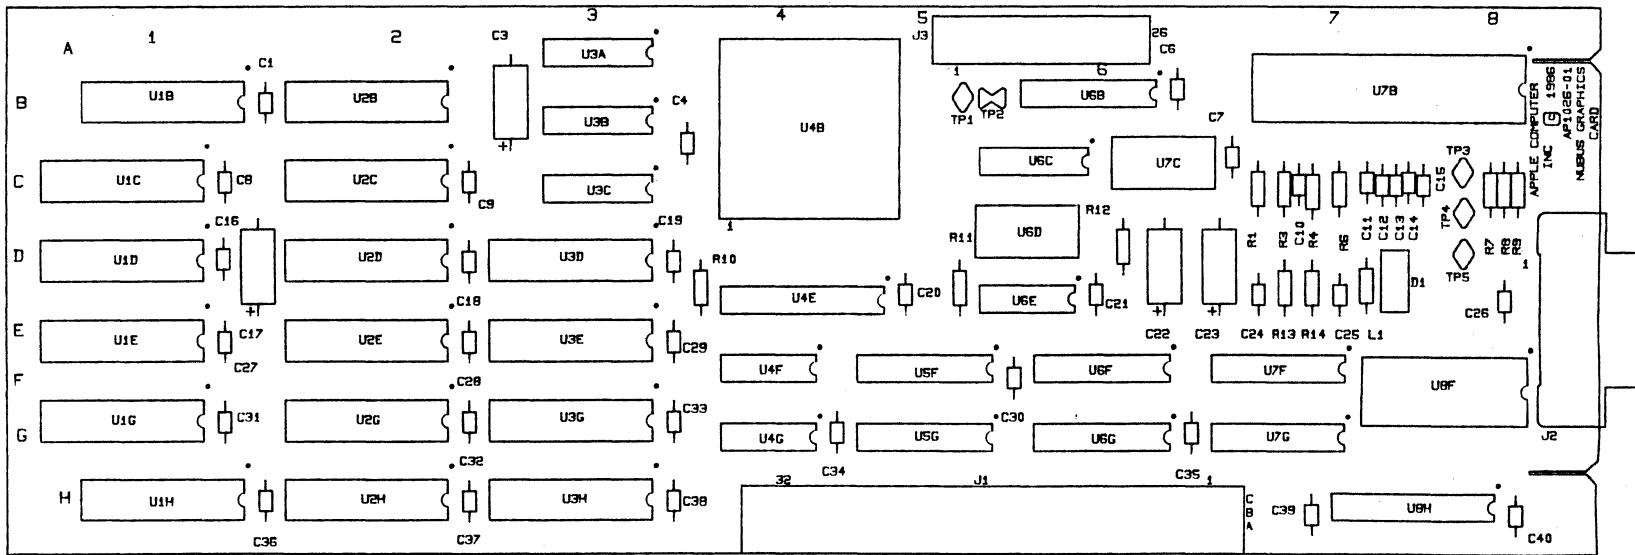 1 2 3 4 5 6 7 8
A
B
C
D
E
F
G
H
C1 C3 U3A J3 26 C6
U1B U2B U3B C4 U4B 1 TP1 TP2 U6B U7B
APPLE COMPUTER
INC © 1986
AP1026-01
NUBUS GRAPHICS
CARD
+
U1C C8 U2C C9 U3C U6C U7C C7 TP3 C15
C16 C19 1 R12 R1 R3 C10 R4 R6 C11 C12 C13 C14 TP4 R7 R8 R9
U1D U2D U3D R10 R11 U6D D1 TP5 1
+ C17 C18 U4E C20 U6E C21 + C22 + C23 C24 R13 R14 C25 L1 C26
U1E C27 U2E C28 U3E C29
U4F U5F U6F U7F U8F
U1G C31 U2G C32 U3G C33 U4G C34 U5G C30 U6G C35 U7G J2
32 J1 1
C
B
A
U1H C36 U2H C37 U3H C38 C39 U8H C40